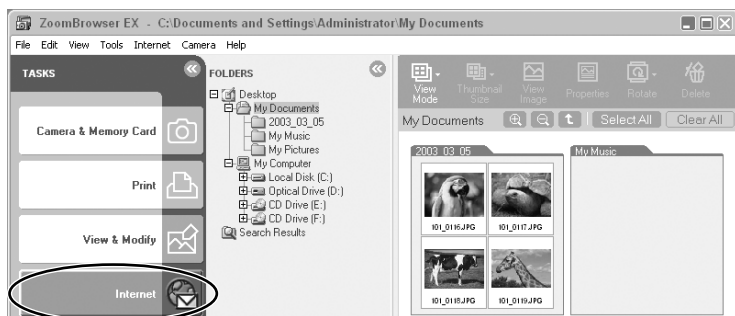 ZoomBrowser EX - C:\Documents and Settings\Administrator\My Documents
File Edit View Tools Internet Camera Help
TASKS
Camera & Memory Card
Print
View & Modify
Internet
FOLDERS
Desktop
My Documents
2003_03_05
My Music
My Pictures
My Computer
Local Disk (C:)
Optical Drive (D:)
CD Drive (E:)
CD Drive (F:)
Search Results
View Mode
Thumbnail Size
View Image
Properties
Rotate
Delete
My Documents
Select All
Clear All
2003_03_05
My Music
101_0116.JPG
101_0117.JPG
101_0118.JPG
101_0119.JPG